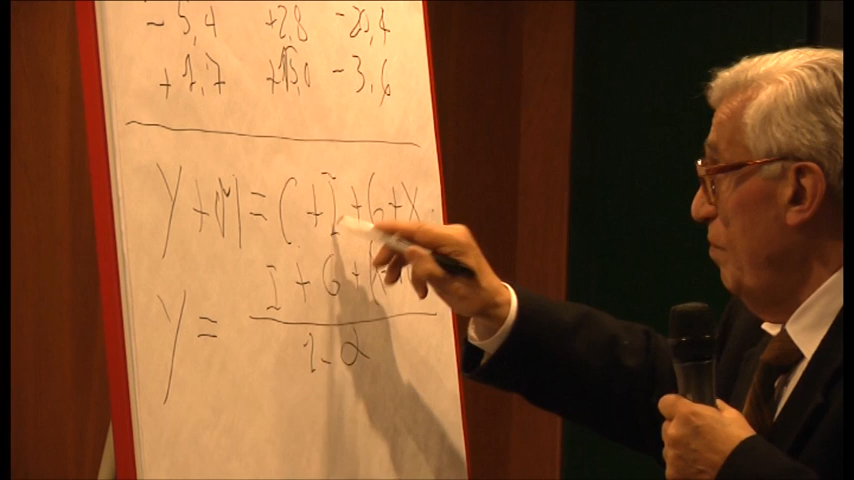 -5,4 +2,8 -20,4
+1,7 +15,0 -3,6
Y+M=C+I+G+X
I+G+
Y=
1-α